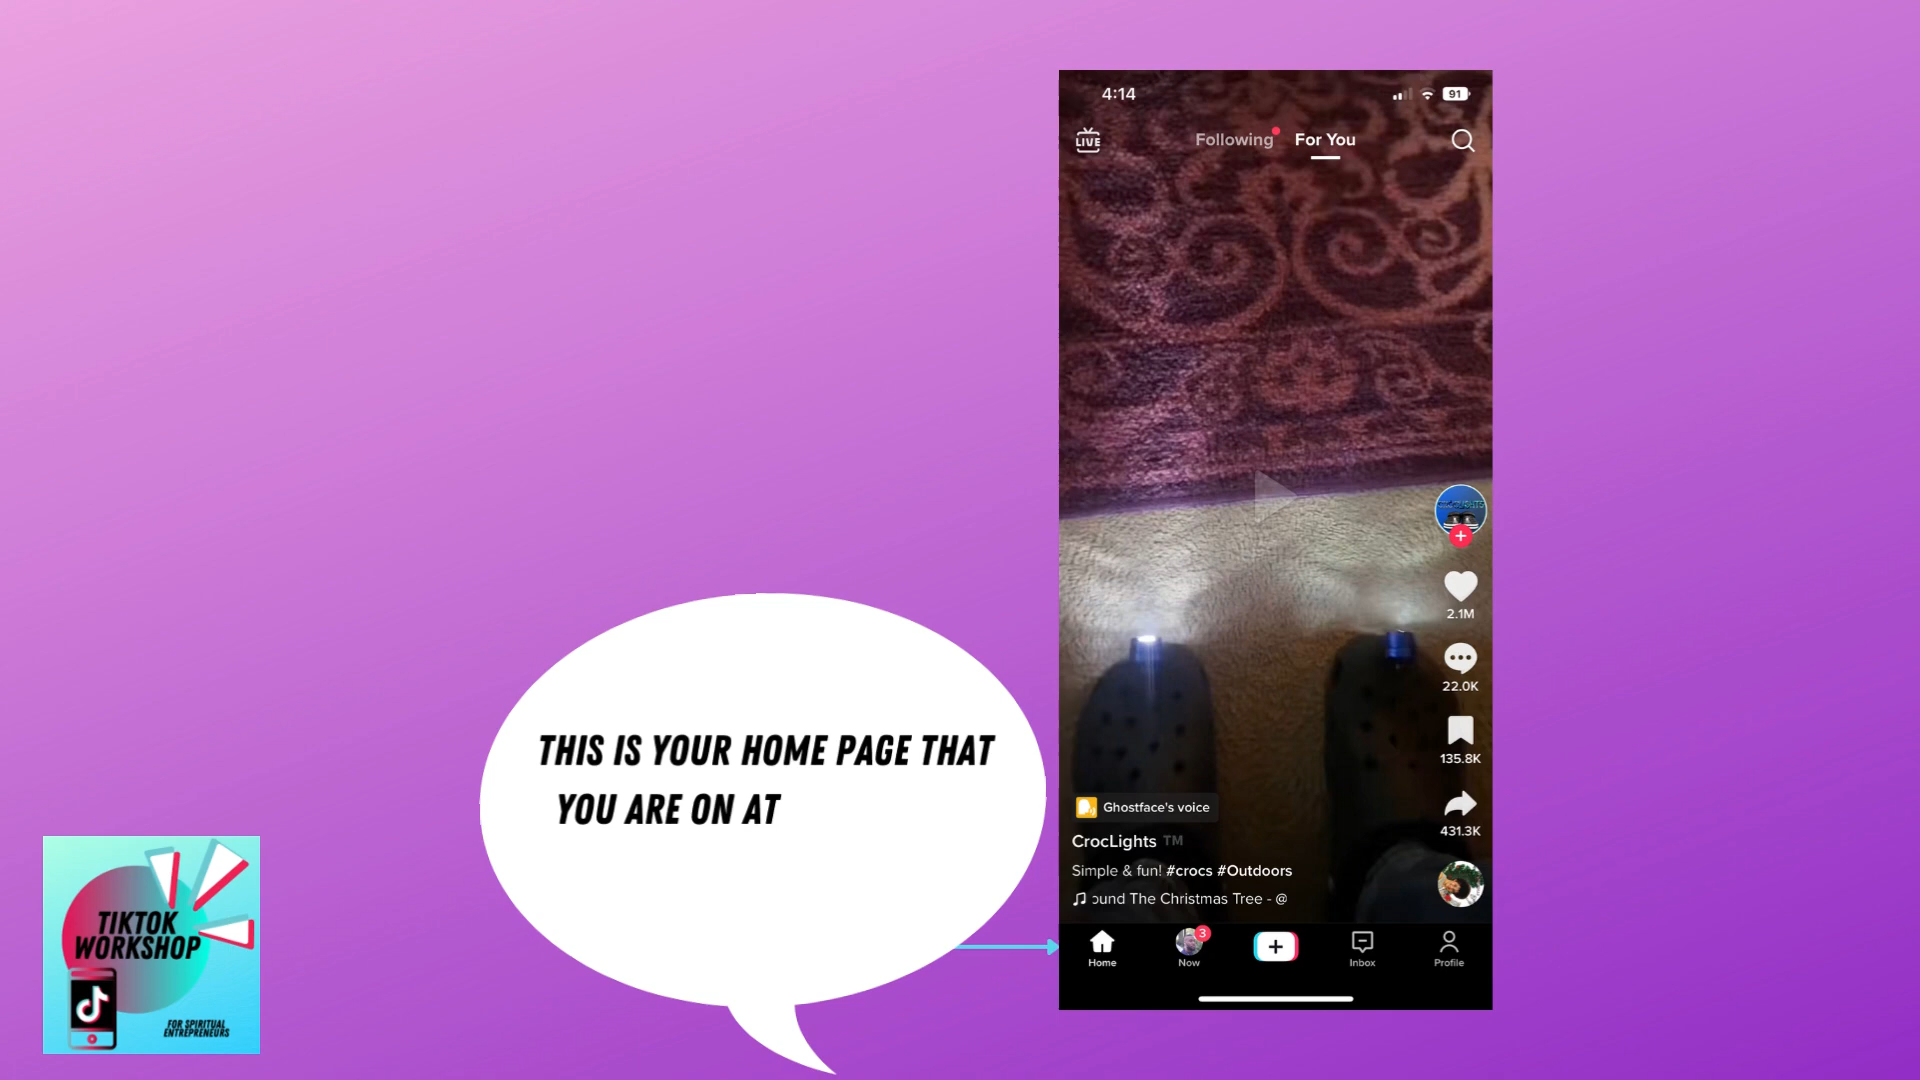 4:14
91
LIVE
Following
For You
2.1M
22.0K
135.8K
431.3K
Ghostface's voice
CrocLights TM
Simple & fun! #crocs #Outdoors
ound The Christmas Tree - @
Home
3
Now
Inbox
Profile
THIS IS YOUR HOME PAGE THAT
YOU ARE ON AT
TIKTOK
WORKSHOP
FOR SPIRITUAL
ENTREPRENEURS